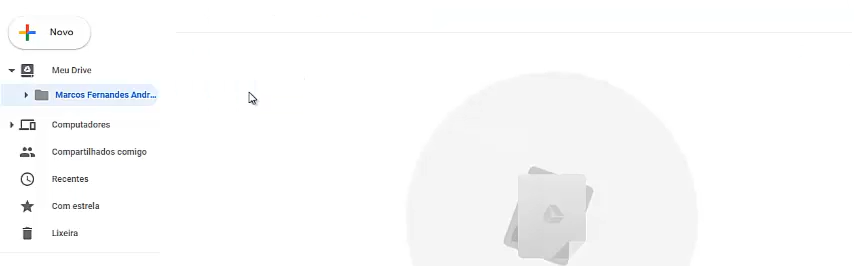 Novo
Meu Drive
Marcos Fernandes Andr...
Computadores
Compartilhados comigo
Recentes
Com estrela
Lixeira